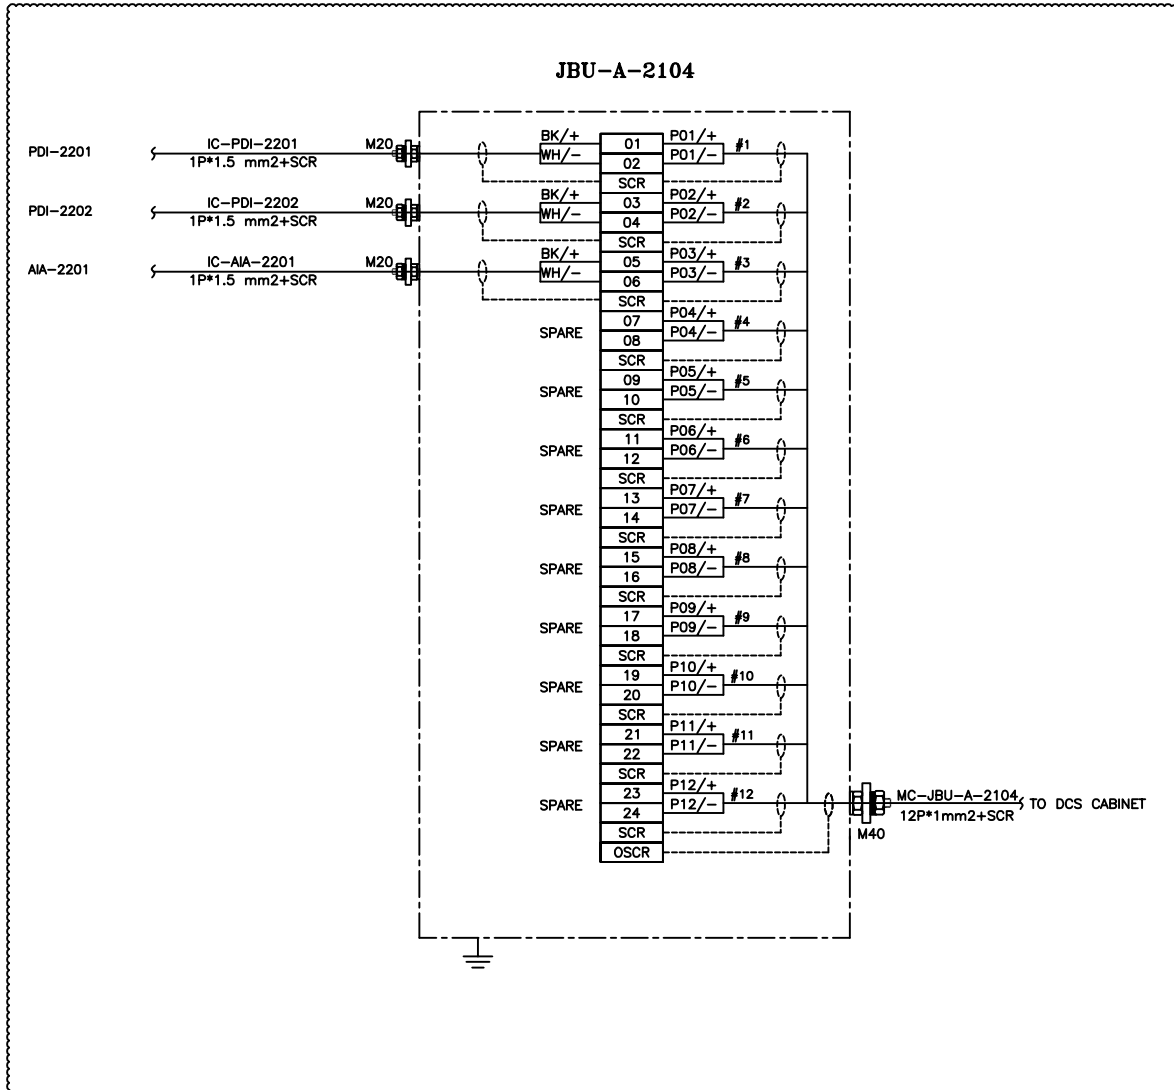 JBU-A-2104
PDI-2201
IC-PDI-2201
1P*1.5 mm2+SCR
M20
BK/+
WH/-
01
02
SCR
P01/+
P01/-
#1
PDI-2202
IC-PDI-2202
1P*1.5 mm2+SCR
M20
BK/+
WH/-
03
04
SCR
P02/+
P02/-
#2
AIA-2201
IC-AIA-2201
1P*1.5 mm2+SCR
M20
BK/+
WH/-
05
06
SCR
P03/+
P03/-
#3
SPARE
07
08
SCR
P04/+
P04/-
#4
SPARE
09
10
SCR
P05/+
P05/-
#5
SPARE
11
12
SCR
P06/+
P06/-
#6
SPARE
13
14
SCR
P07/+
P07/-
#7
SPARE
15
16
SCR
P08/+
P08/-
#8
SPARE
17
18
SCR
P09/+
P09/-
#9
SPARE
19
20
SCR
P10/+
P10/-
#10
SPARE
21
22
SCR
P11/+
P11/-
#11
SPARE
23
24
SCR
OSCR
P12/+
P12/-
#12
M40
MC-JBU-A-2104
12P*1mm2+SCR
TO DCS CABINET